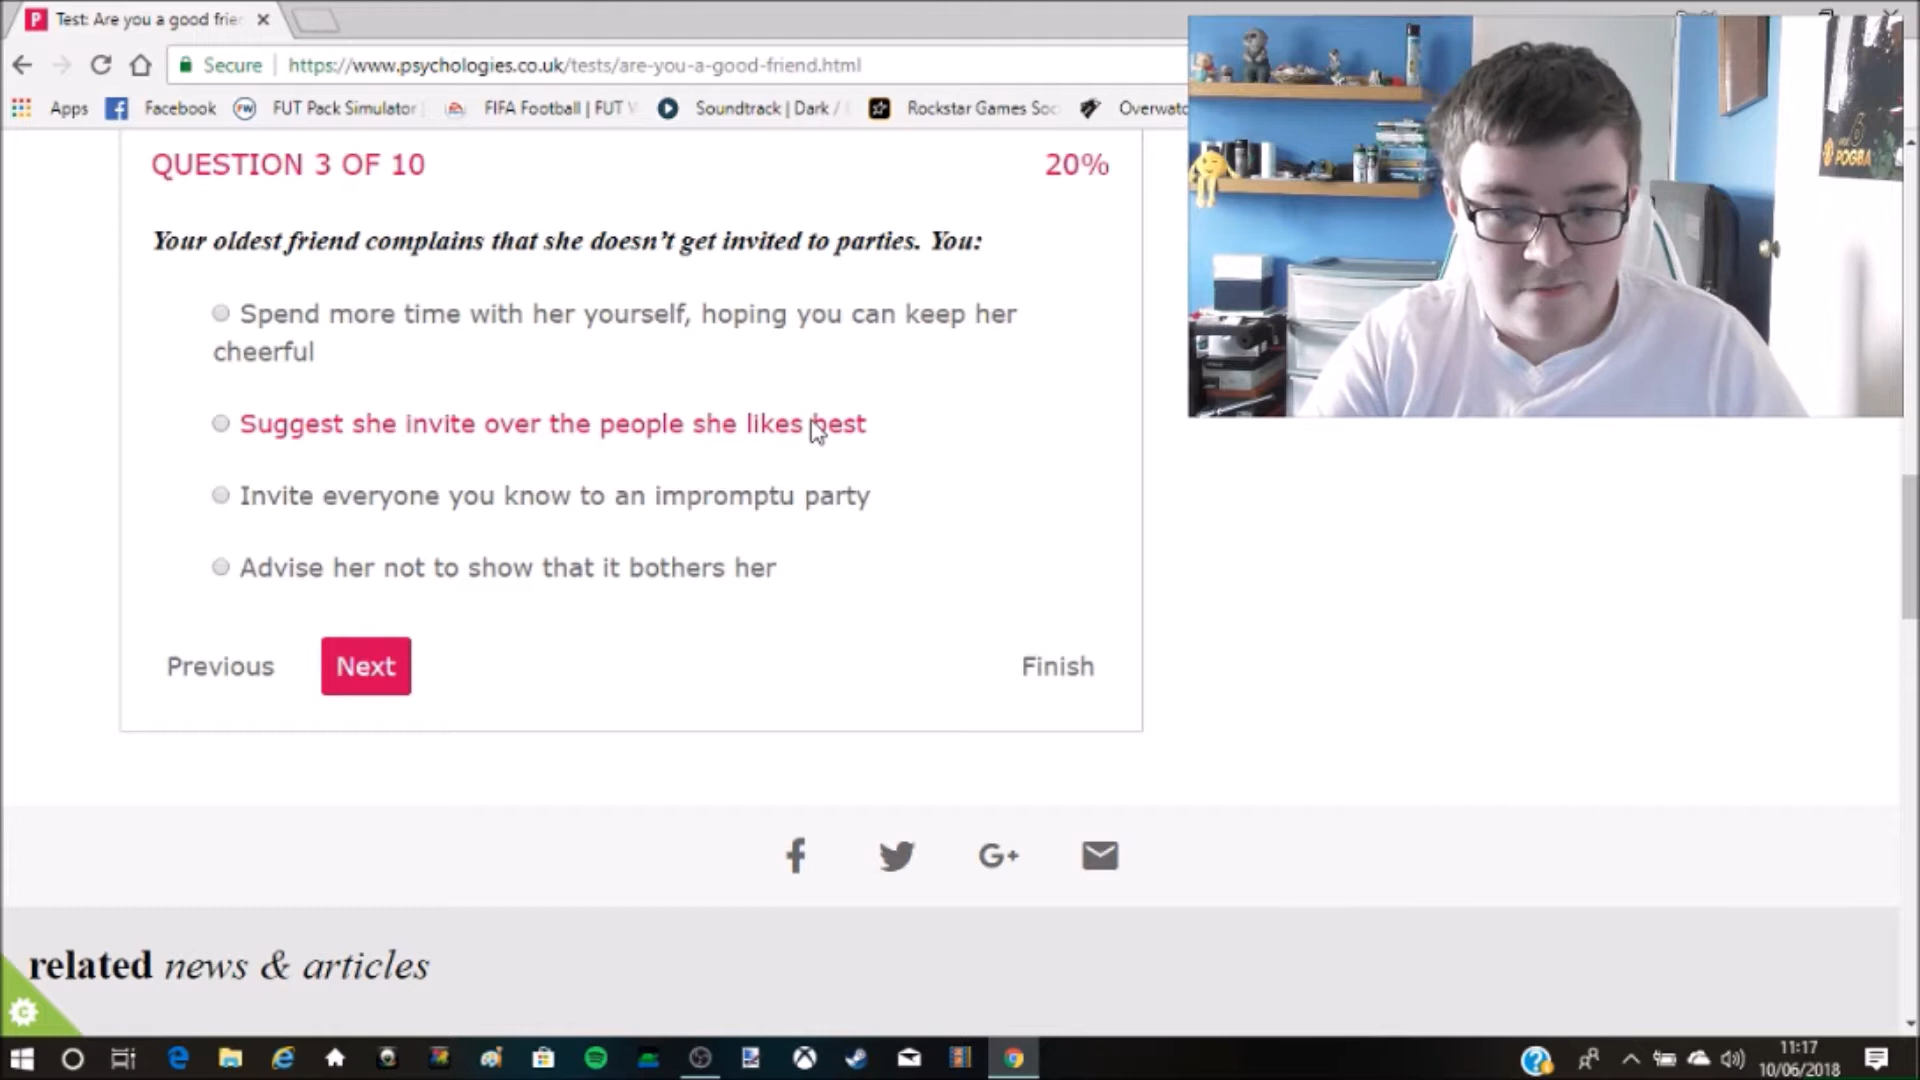 Test: Are you a good frie
Secure https://www.psychologies.co.uk/tests/are-you-a-good-friend.html
Apps Facebook FUT Pack Simulator FIFA Football | FUT Soundtrack | Dark / Rockstar Games Soc Overwatc
QUESTION 3 OF 10 20%
Your oldest friend complains that she doesn't get invited to parties. You:
Spend more time with her yourself, hoping you can keep her
cheerful
Suggest she invite over the people she likes best
Invite everyone you know to an impromptu party
Advise her not to show that it bothers her
Previous Next Finish
related news & articles
POGBA
11:17
10/06/2018